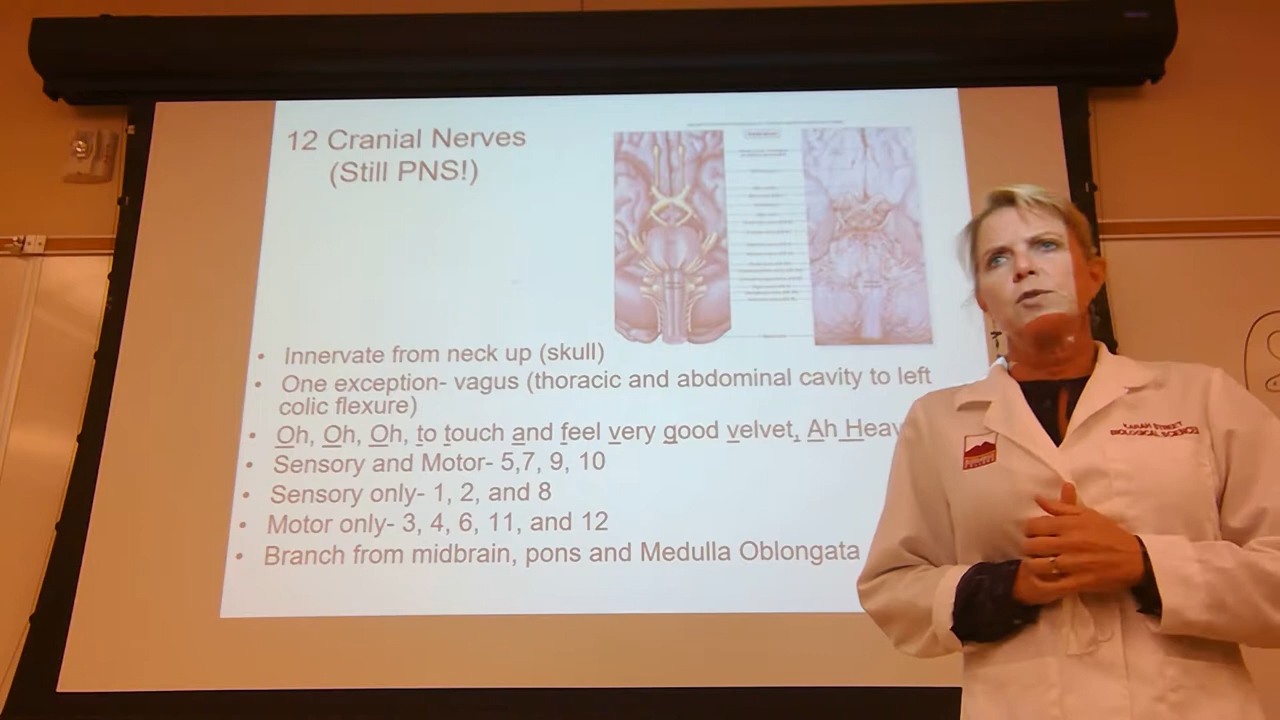 12 Cranial Nerves
(Still PNS!)
• Innervate from neck up (skull)
• One exception- vagus (thoracic and abdominal cavity to left
colic flexure)
• Oh, Oh, Oh, to touch and feel very good velvet, Ah Heav
• Sensory and Motor- 5,7, 9, 10
• Sensory only- 1, 2, and 8
• Motor only- 3, 4, 6, 11, and 12
• Branch from midbrain, pons and Medulla Oblongata
BIOLOGICAL SCIENCE